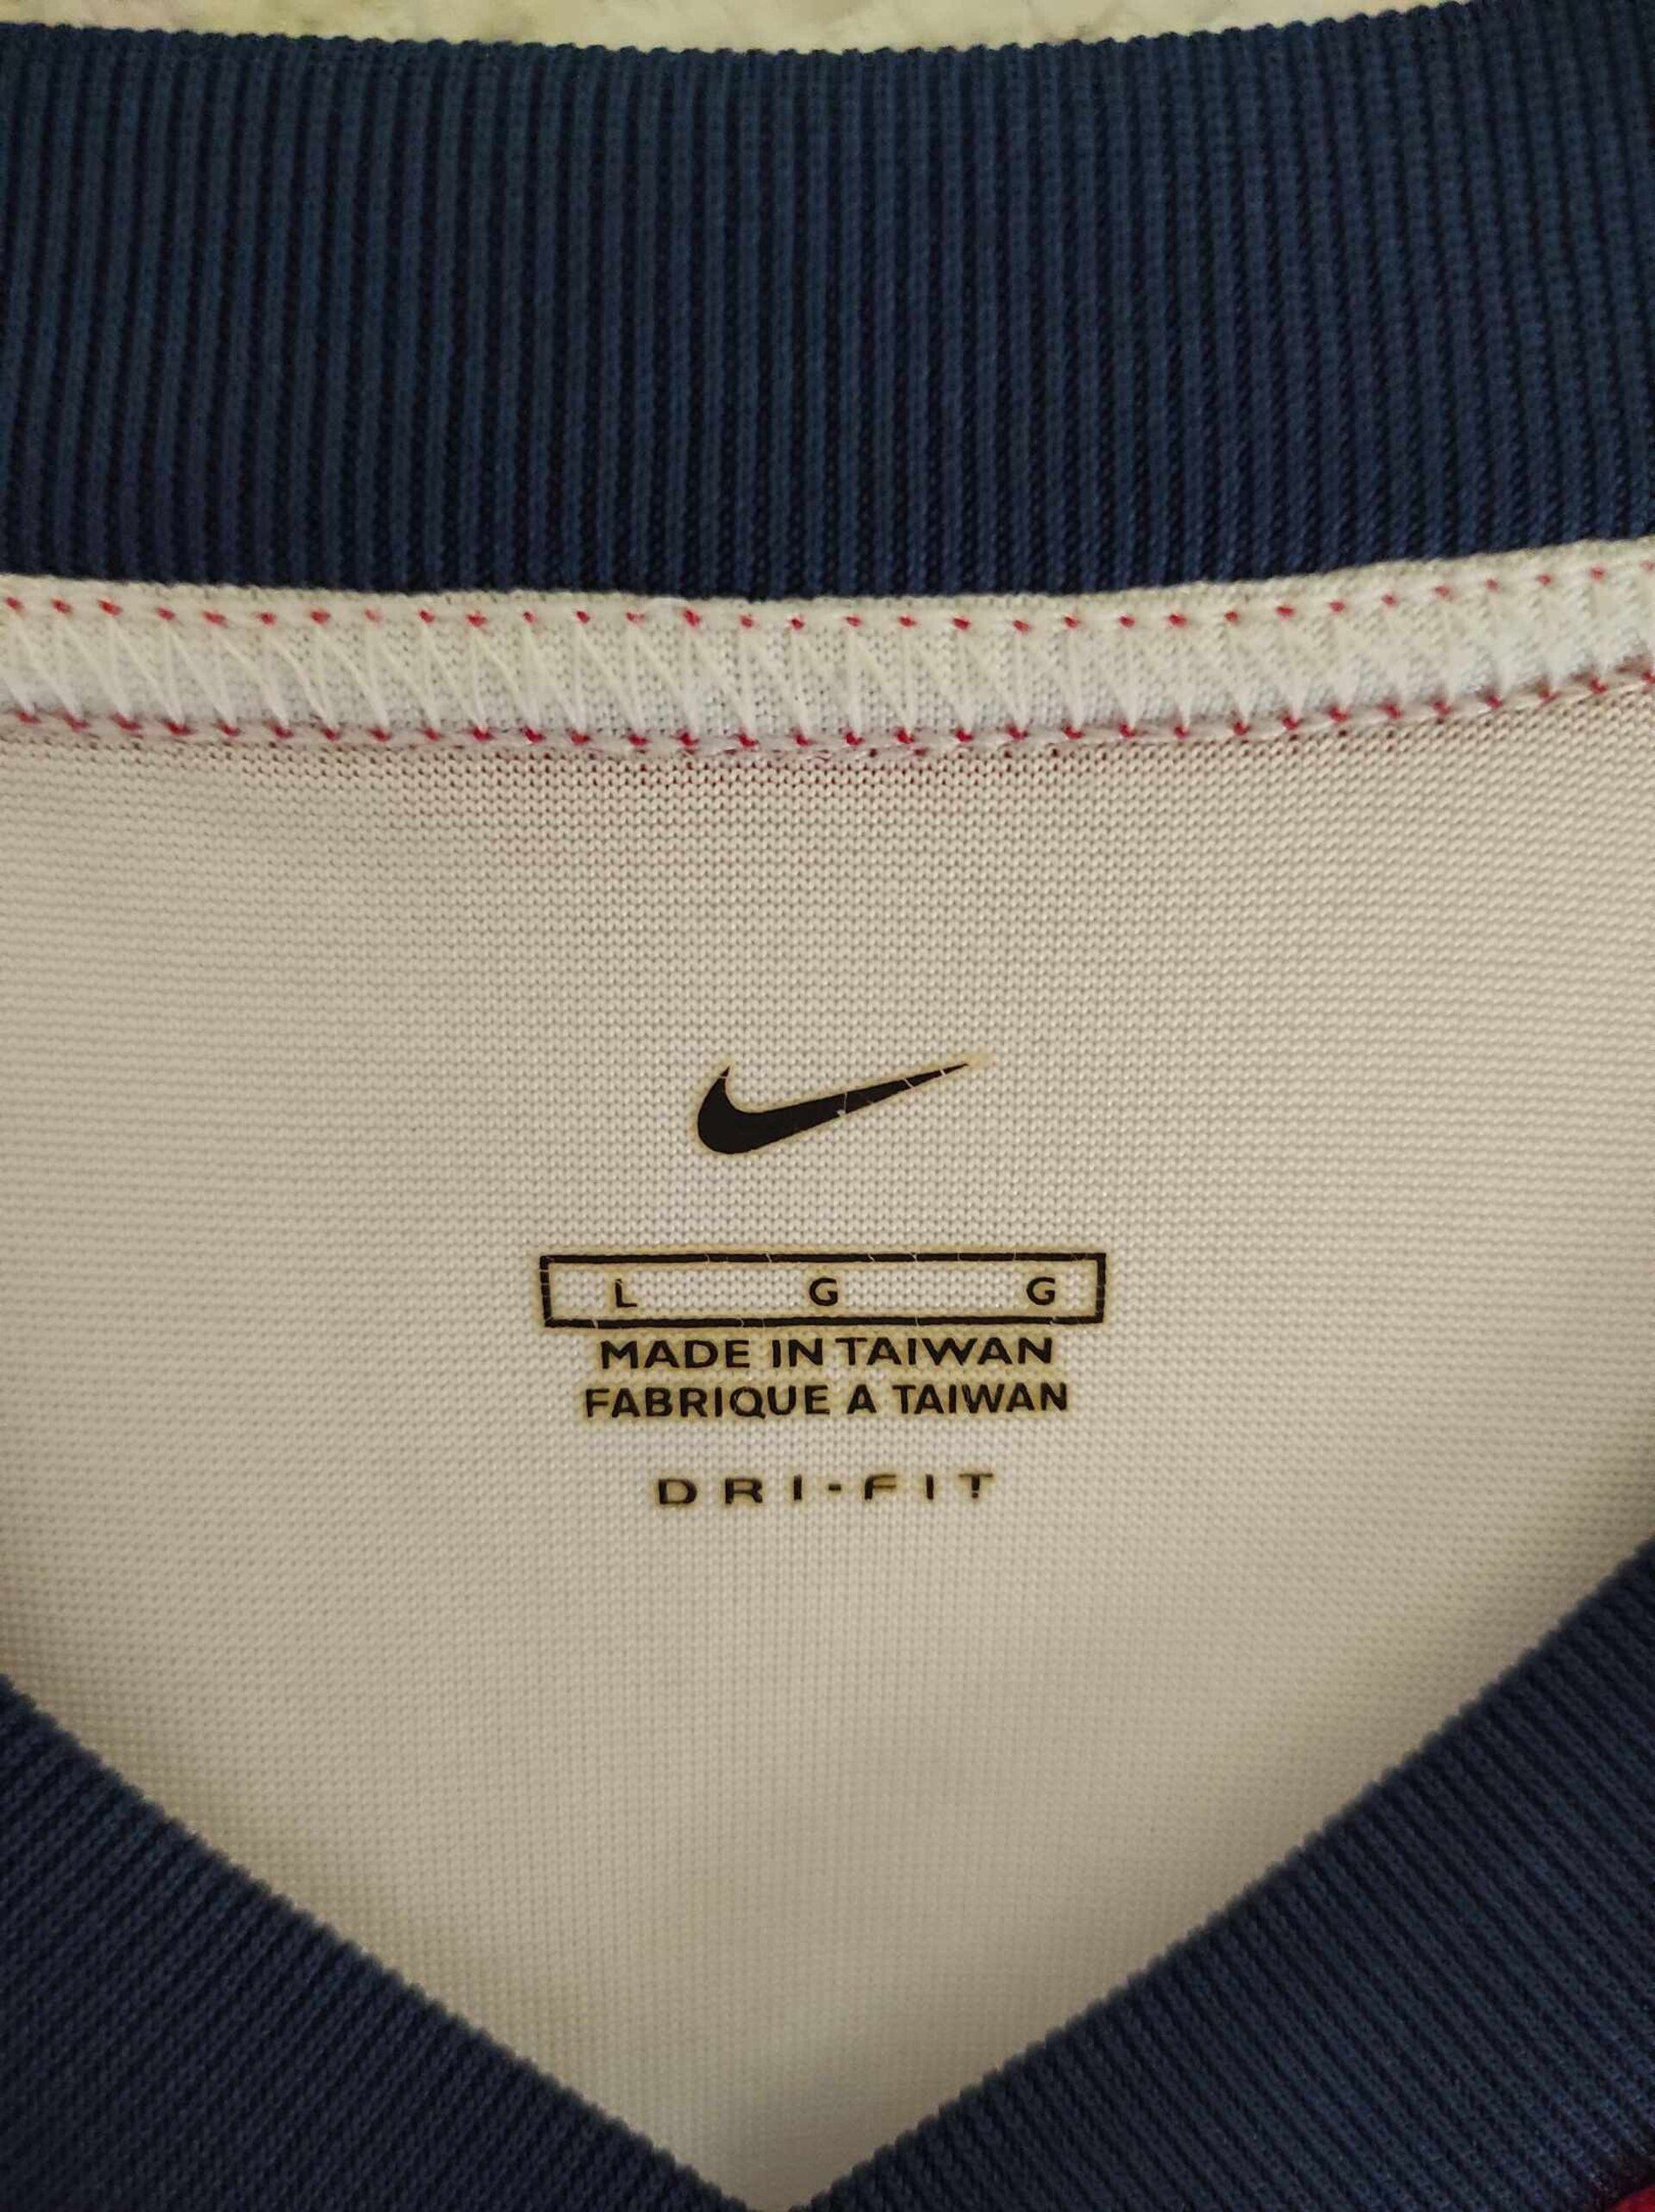 L G G
MADE IN TAIWAN
FABRIQUE A TAIWAN
DRI-FIT